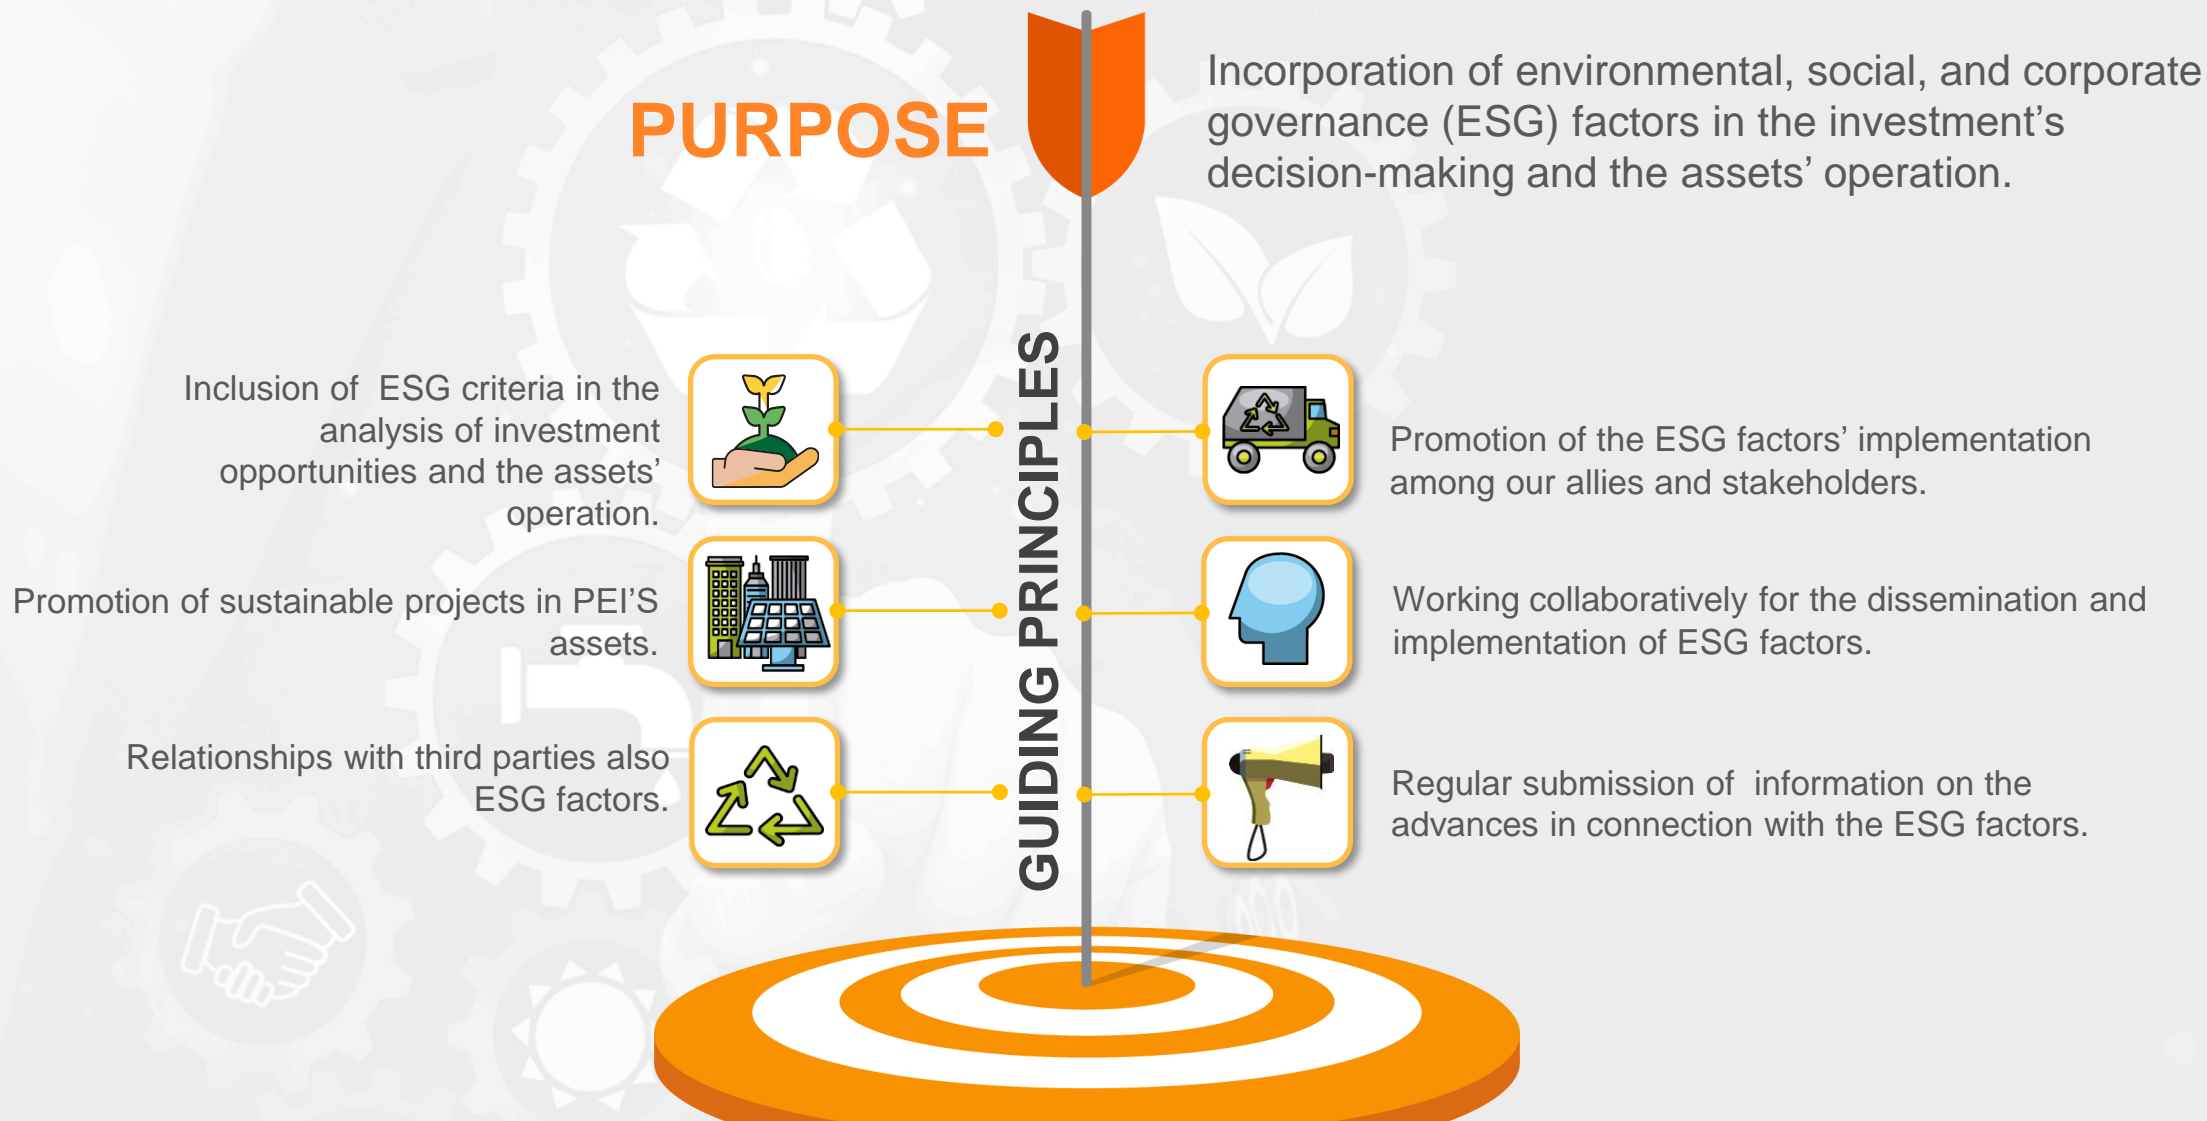 PURPOSE
Incorporation of environmental, social, and corporate
governance (ESG) factors in the investment’s
decision-making and the assets’ operation.
GUIDING PRINCIPLES
Inclusion of ESG criteria in the
analysis of investment
opportunities and the assets’
operation.
Promotion of sustainable projects in PEI’S
assets.
Relationships with third parties also
ESG factors.
Promotion of the ESG factors’ implementation
among our allies and stakeholders.
Working collaboratively for the dissemination and
implementation of ESG factors.
Regular submission of information on the
advances in connection with the ESG factors.